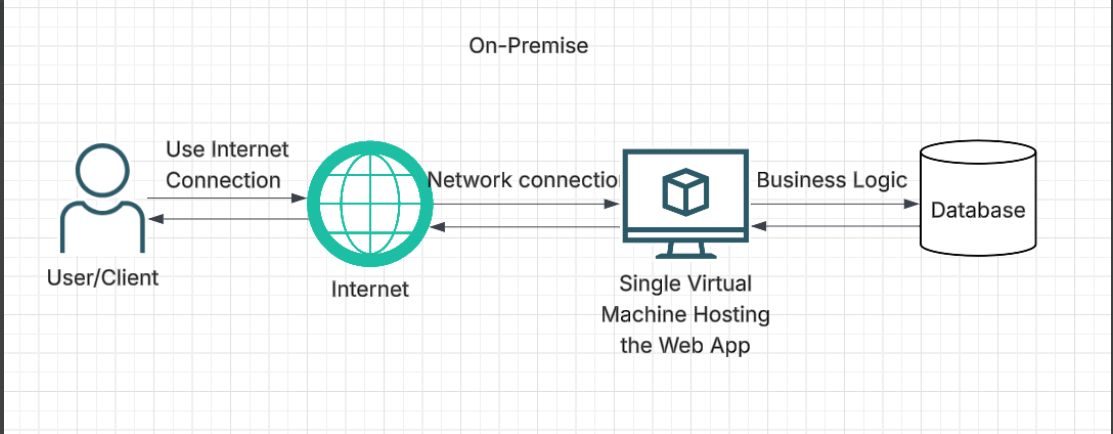 On-Premise
Use Internet
Connection
Network connectio
Business Logic
Database
User/Client
Internet
Single Virtual
Machine Hosting
the Web App